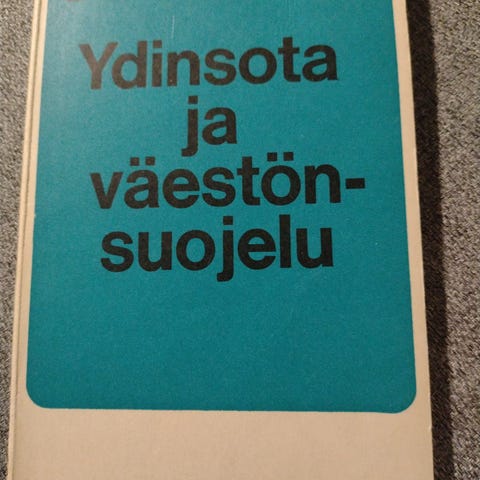 Ydinsota
ja
väestön-
suojelu